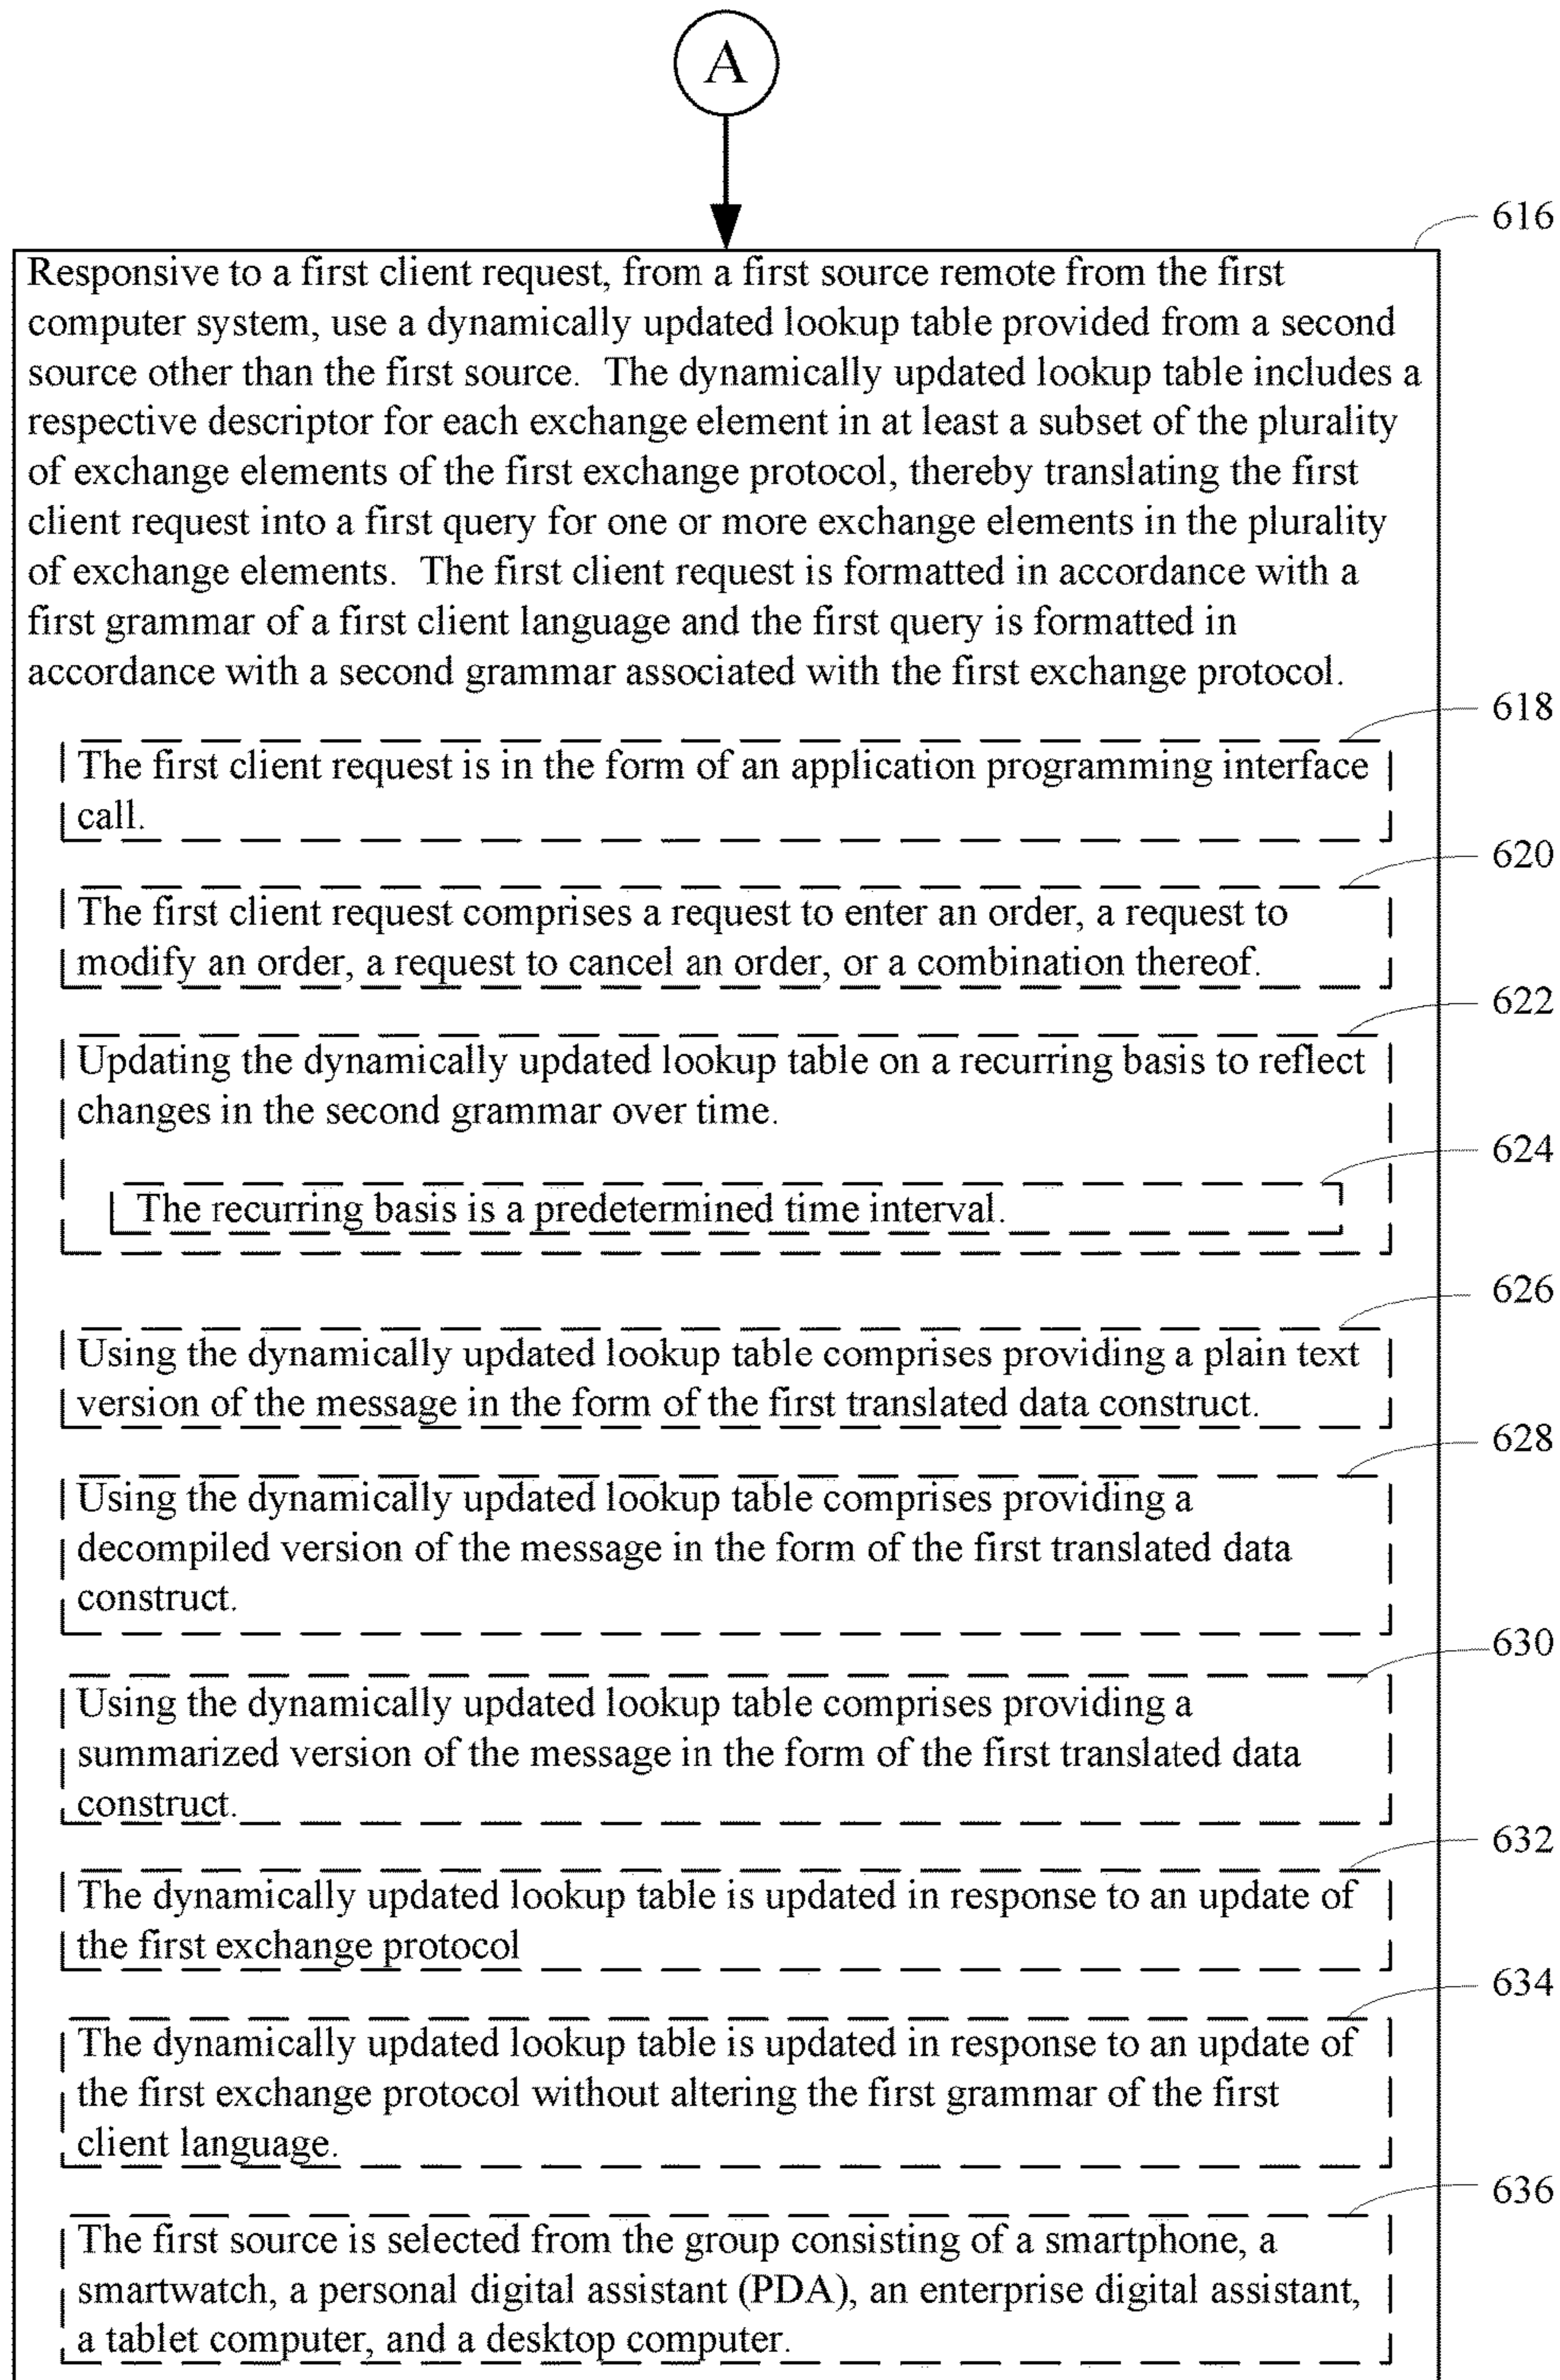 A
616
Responsive to a first client request, from a first source remote from the first
computer system, use a dynamically updated lookup table provided from a second
source other than the first source. The dynamically updated lookup table includes a
respective descriptor for each exchange element in at least a subset of the plurality
of exchange elements of the first exchange protocol, thereby translating the first
client request into a first query for one or more exchange elements in the plurality
of exchange elements. The first client request is formatted in accordance with a
first grammar of a first client language and the first query is formatted in
accordance with a second grammar associated with the first exchange protocol.
618
The first client request is in the form of an application programming interface
call.
620
The first client request comprises a request to enter an order, a request to
modify an order, a request to cancel an order, or a combination thereof.
622
Updating the dynamically updated lookup table on a recurring basis to reflect
changes in the second grammar over time.
624
The recurring basis is a predetermined time interval.
626
Using the dynamically updated lookup table comprises providing a plain text
version of the message in the form of the first translated data construct.
628
Using the dynamically updated lookup table comprises providing a
decompiled version of the message in the form of the first translated data
construct.
630
Using the dynamically updated lookup table comprises providing a
summarized version of the message in the form of the first translated data
construct.
632
The dynamically updated lookup table is updated in response to an update of
the first exchange protocol
634
The dynamically updated lookup table is updated in response to an update of
the first exchange protocol without altering the first grammar of the first
client language.
636
The first source is selected from the group consisting of a smartphone, a
smartwatch, a personal digital assistant (PDA), an enterprise digital assistant,
a tablet computer, and a desktop computer.